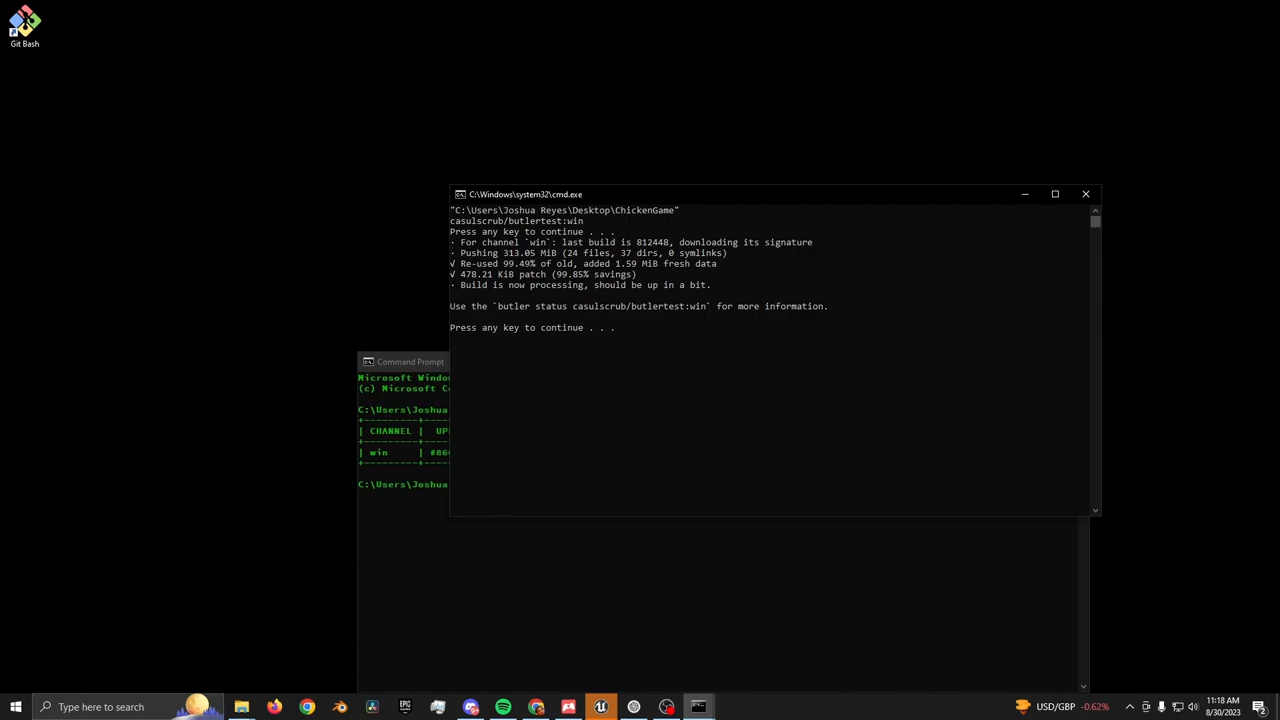 Git Bash
C:\Windows\system32\cmd.exe
"C:\Users\Joshua Reyes\Desktop\ChickenGame"
casulscrub/butlertest:win
Press any key to continue . . .
· For channel `win`: last build is 812448, downloading its signature
· Pushing 313.05 MiB (24 files, 37 dirs, 0 symlinks)
√ Re-used 99.49% of old, added 1.59 MiB fresh data
√ 478.21 KiB patch (99.85% savings)
· Build is now processing, should be up in a bit.
Use the `butler status casulscrub/butlertest:win` for more information.
Press any key to continue . . .
Command Prompt
Microsoft Windo
(c) Microsoft C
C:\Users\Joshua
+---------+----
| CHANNEL | UP
+---------+----
| win | #86
+---------+----
C:\Users\Joshua
Type here to search
EPIC
USD/GBP -0.62%
11:18 AM
8/30/2023
2